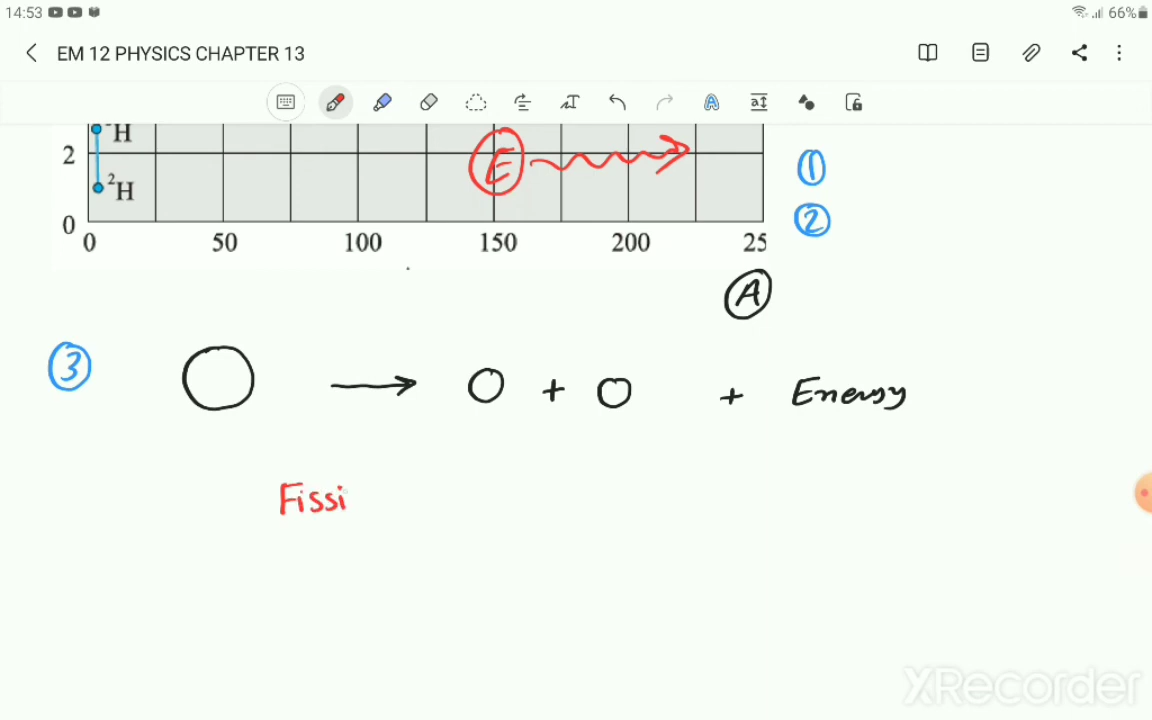 14:53 66%
EM 12 PHYSICS CHAPTER 13
H
2 E ①
²H
0 ②
0 50 100 150 200 25
A
③ → O + O + Energy
Fissi
XRecorder